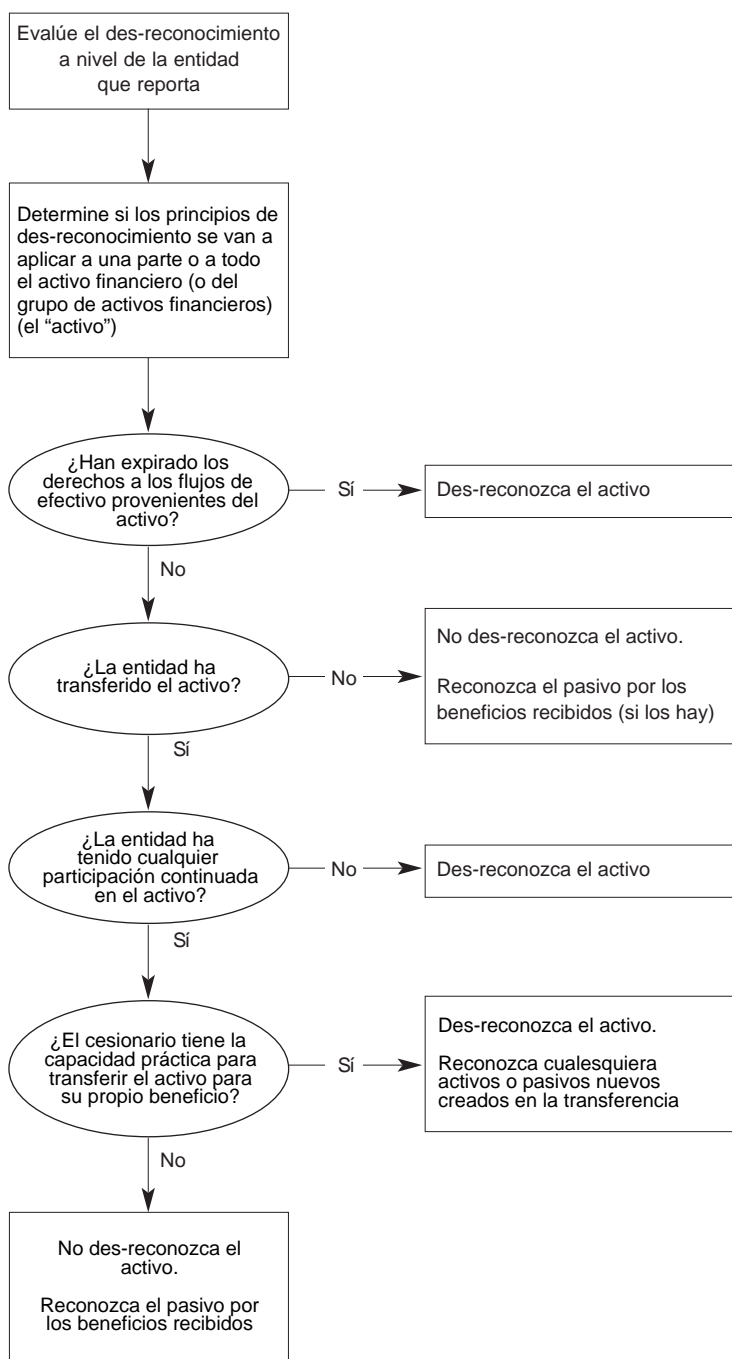 Evalúe el des-reconocimiento
a nivel de la entidad
que reporta
Determine si los principios de
des-reconocimiento se van a
aplicar a una parte o a todo
el activo financiero (o del
grupo de activos financieros)
(el “activo”)
¿Han expirado los
derechos a los flujos de
efectivo provenientes del
activo?
Sí
Des-reconozca el activo
No
¿La entidad ha
transferido el activo?
No
No des-reconozca el activo.
Reconozca el pasivo por los
beneficios recibidos (si los hay)
Sí
¿La entidad ha
tenido cualquier
participación continuada
en el activo?
No
Des-reconozca el activo
Sí
¿El cesionario tiene la
capacidad práctica para
transferir el activo para
su propio beneficio?
Sí
Des-reconozca el activo.
Reconozca cualesquiera
activos o pasivos nuevos
creados en la transferencia
No
No des-reconozca el
activo.
Reconozca el pasivo por
los beneficios recibidos